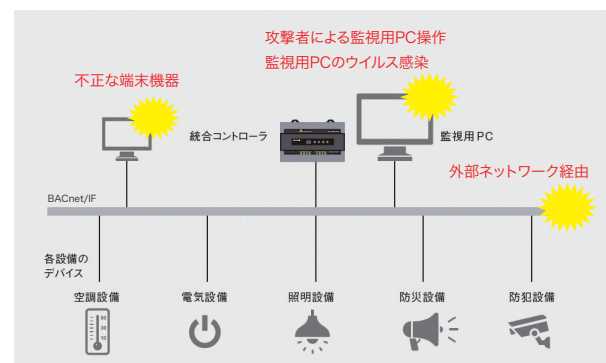 攻撃者による監視用PC操作
監視用PCのウイルス感染
不正な端末機器
統合コントローラ
監視用PC
外部ネットワーク経由
BACnet/IF
各設備の
デバイス
空調設備
電気設備
照明設備
防災設備
防犯設備
50
30
10